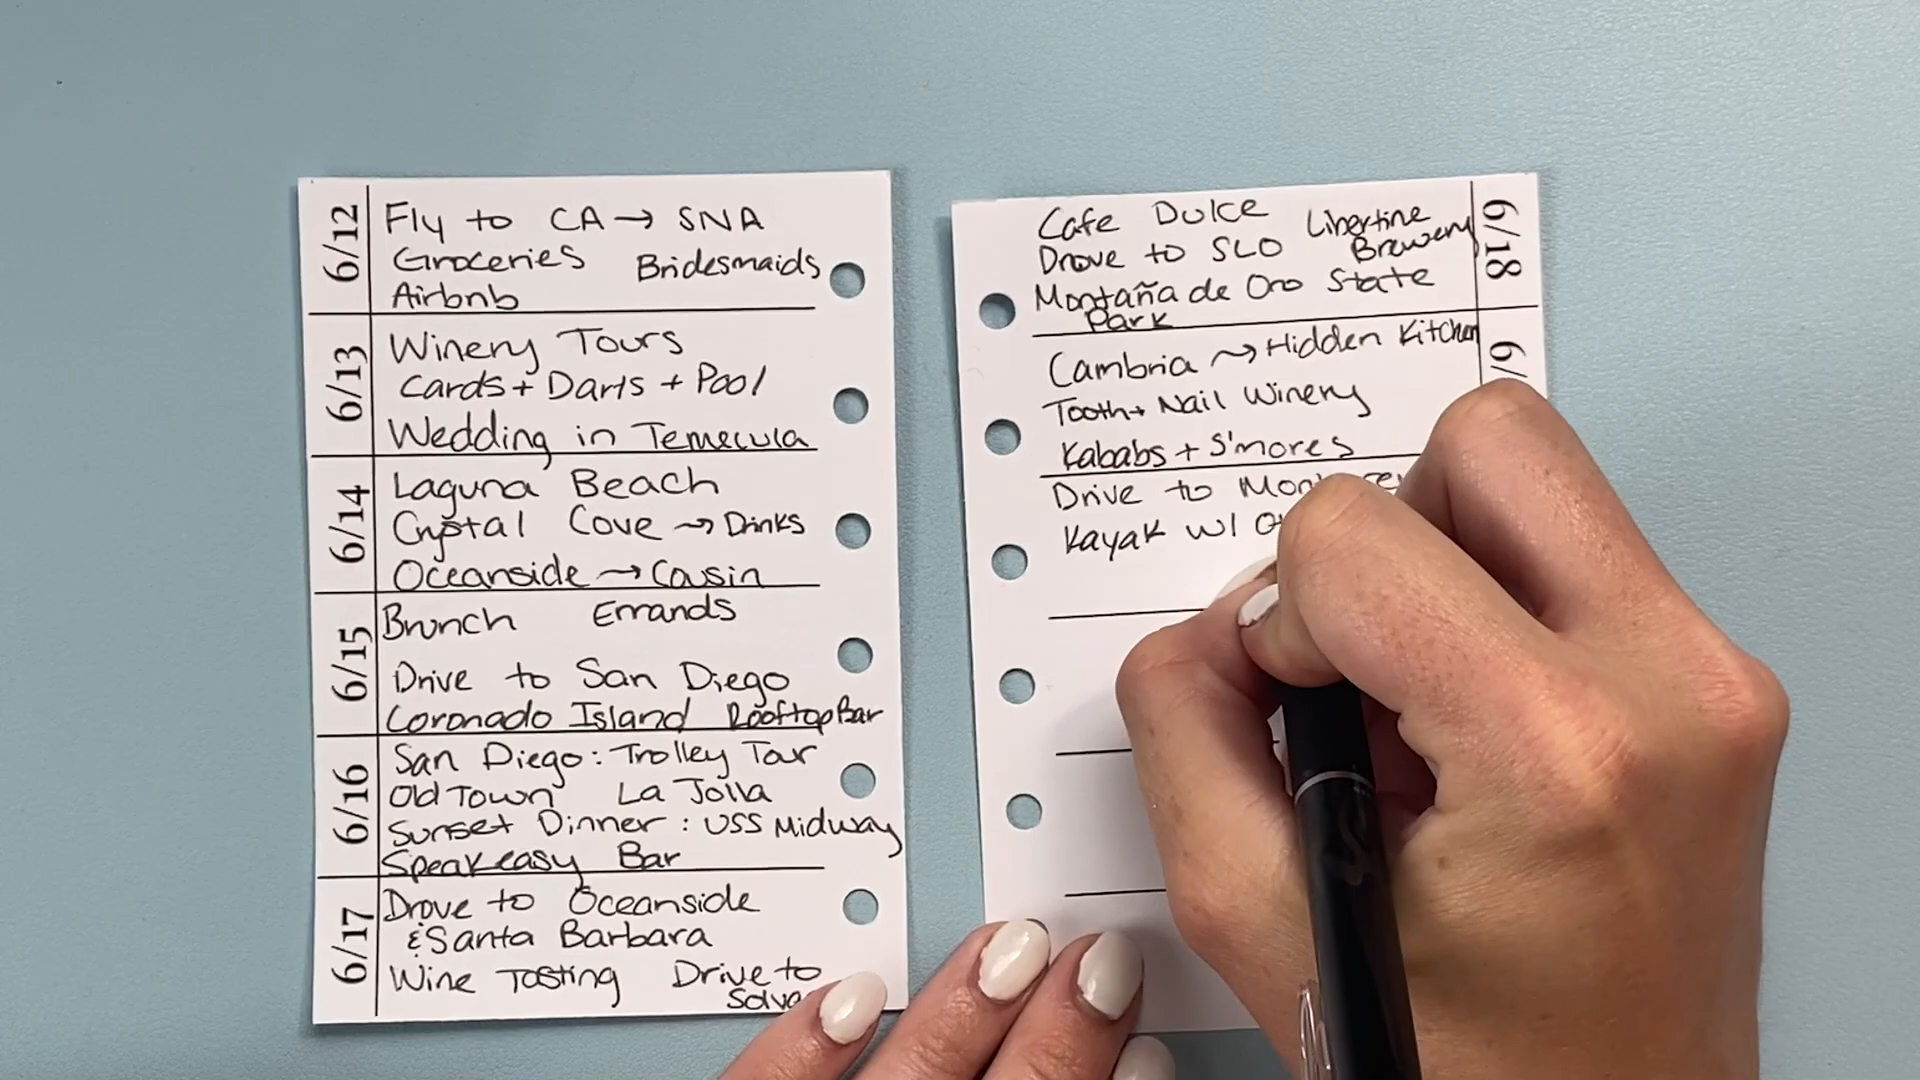 6/12
Fly to CA → SNA
Groceries Bridesmaids
Airbnb
6/13
Winery Tours
Cards + Darts + Pool
Wedding in Temecula
6/14
Laguna Beach
Crystal Cove → Drinks
Oceanside → Cousin
6/15
Brunch Errands
Drive to San Diego
Coronado Island Rooftop Bar
6/16
San Diego: Trolley Tour
Old Town La Jolla
Sunset Dinner: USS Midway
Speakeasy Bar
6/17
Drove to Oceanside
& Santa Barbara
Wine Tasting Drive to
6/18
Cafe Dulce Libertine
Drove to SLO Brewery
Montaña de Oro State
Park
6/
Cambria → Hidden Kitchen
Tooth + Nail Winery
Kababs + S'mores
Drive to
Kayak w/